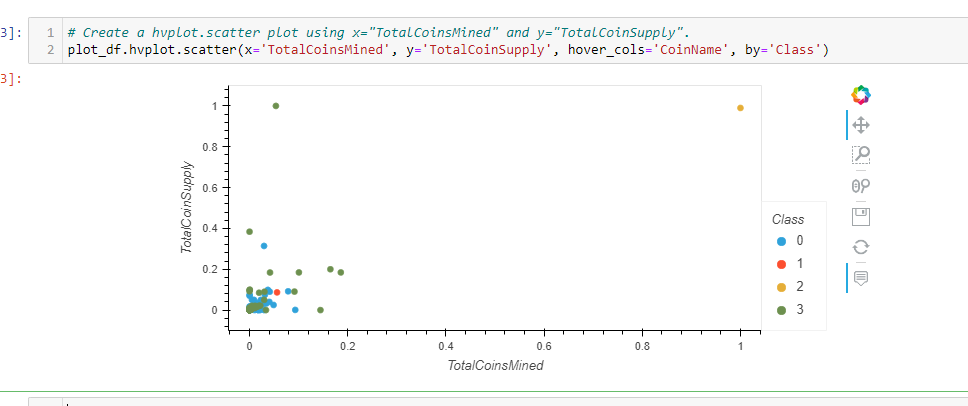 3]:
1 # Create a hvplot.scatter plot using x="TotalCoinsMined" and y="TotalCoinSupply".
2 plot_df.hvplot.scatter(x='TotalCoinsMined', y='TotalCoinSupply', hover_cols='CoinName', by='Class')
3]:
1
0.8
0.6
0.4
0.2
0
TotalCoinSupply
0 0.2 0.4 0.6 0.8 1
TotalCoinsMined
Class
0
1
2
3